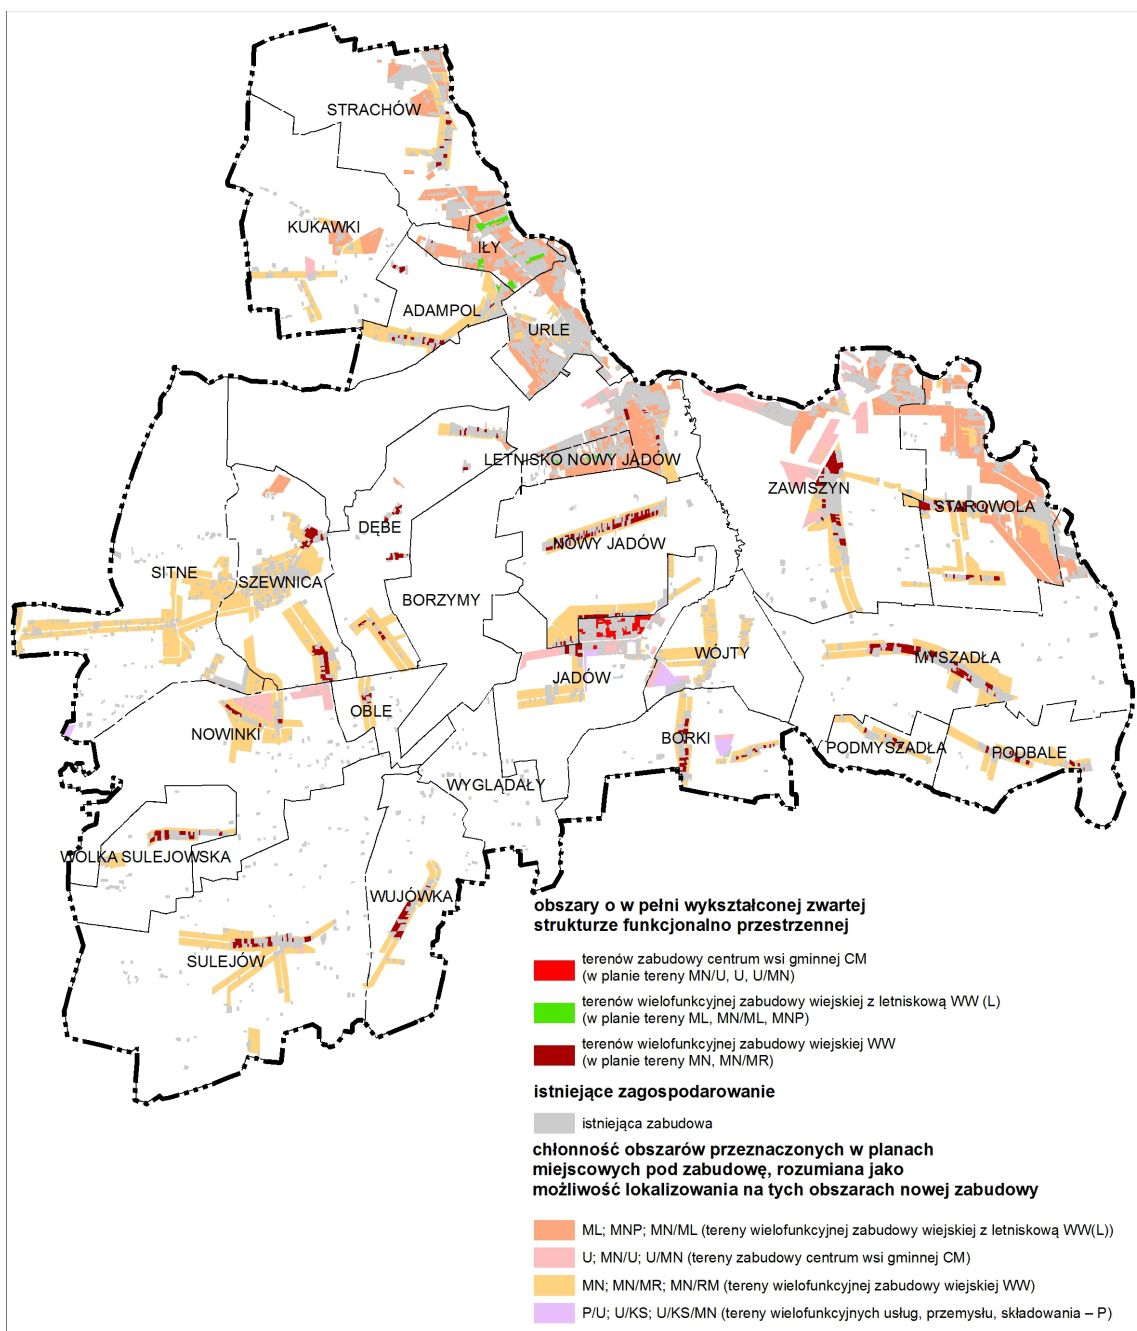 STRACHÓW
KUKAWKI
IŁY
ADAMPOL
URLE
LETNISKO NOWY JADÓW
ZAWISZYN
STAROWOLA
DĘBE
NOWY JADÓW
SITNE
SZEWNICA
BORZYMY
WÓJTY
MYSZADŁA
JADÓW
OBLE
NOWINKI
BORKI
PODMYSZADŁA
PODBALE
WYGLĄDAŁY
WÓLKA SULEJOWSKA
WUJÓWKA
SULEJÓW
obszary o w pełni wykształconej zwartej
strukturze funkcjonalno przestrzennej
terenów zabudowy centrum wsi gminnej CM
(w planie tereny MN/U, U, U/MN)
terenów wielofunkcyjnej zabudowy wiejskiej z letniskową WW (L)
(w planie tereny ML, MN/ML, MNP)
terenów wielofunkcyjnej zabudowy wiejskiej WW
(w planie tereny MN, MN/MR)
istniejące zagospodarowanie
istniejąca zabudowa
chłonność obszarów przeznaczonych w planach
miejscowych pod zabudowę, rozumiana jako
możliwość lokalizowania na tych obszarach nowej zabudowy
ML; MNP; MN/ML (tereny wielofunkcyjnej zabudowy wiejskiej z letniskową WW(L))
U; MN/U; U/MN (tereny zabudowy centrum wsi gminnej CM)
MN; MN/MR; MN/RM (tereny wielofunkcyjnej zabudowy wiejskiej WW)
P/U; U/KS; U/KS/MN (tereny wielofunkcyjnych usług, przemysłu, składowania – P)